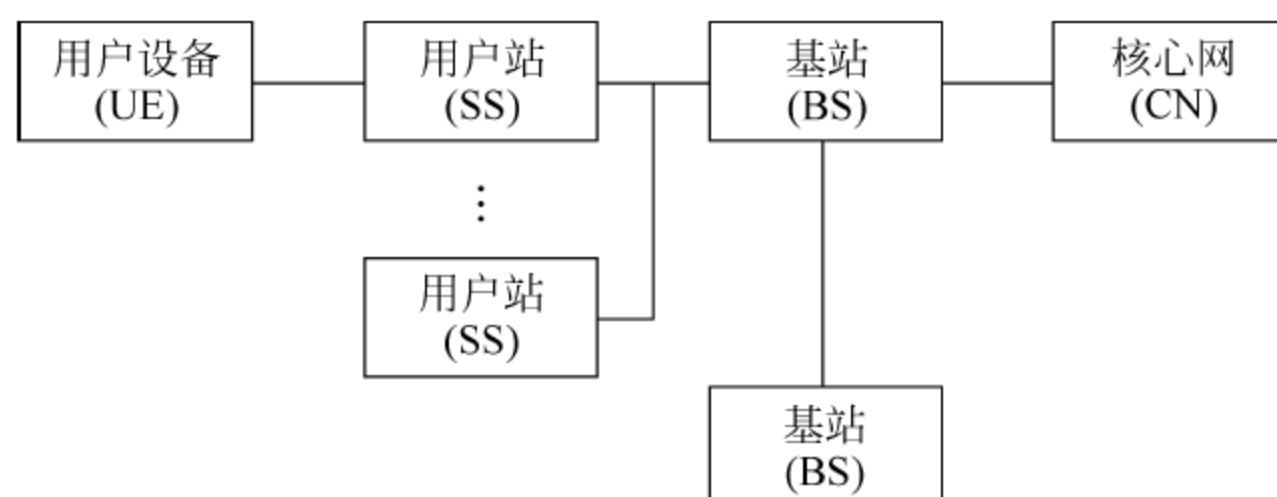 用户设备
(UE)
用户站
(SS)
基站
(BS)
核心网
(CN)
⋮
用户站
(SS)
基站
(BS)